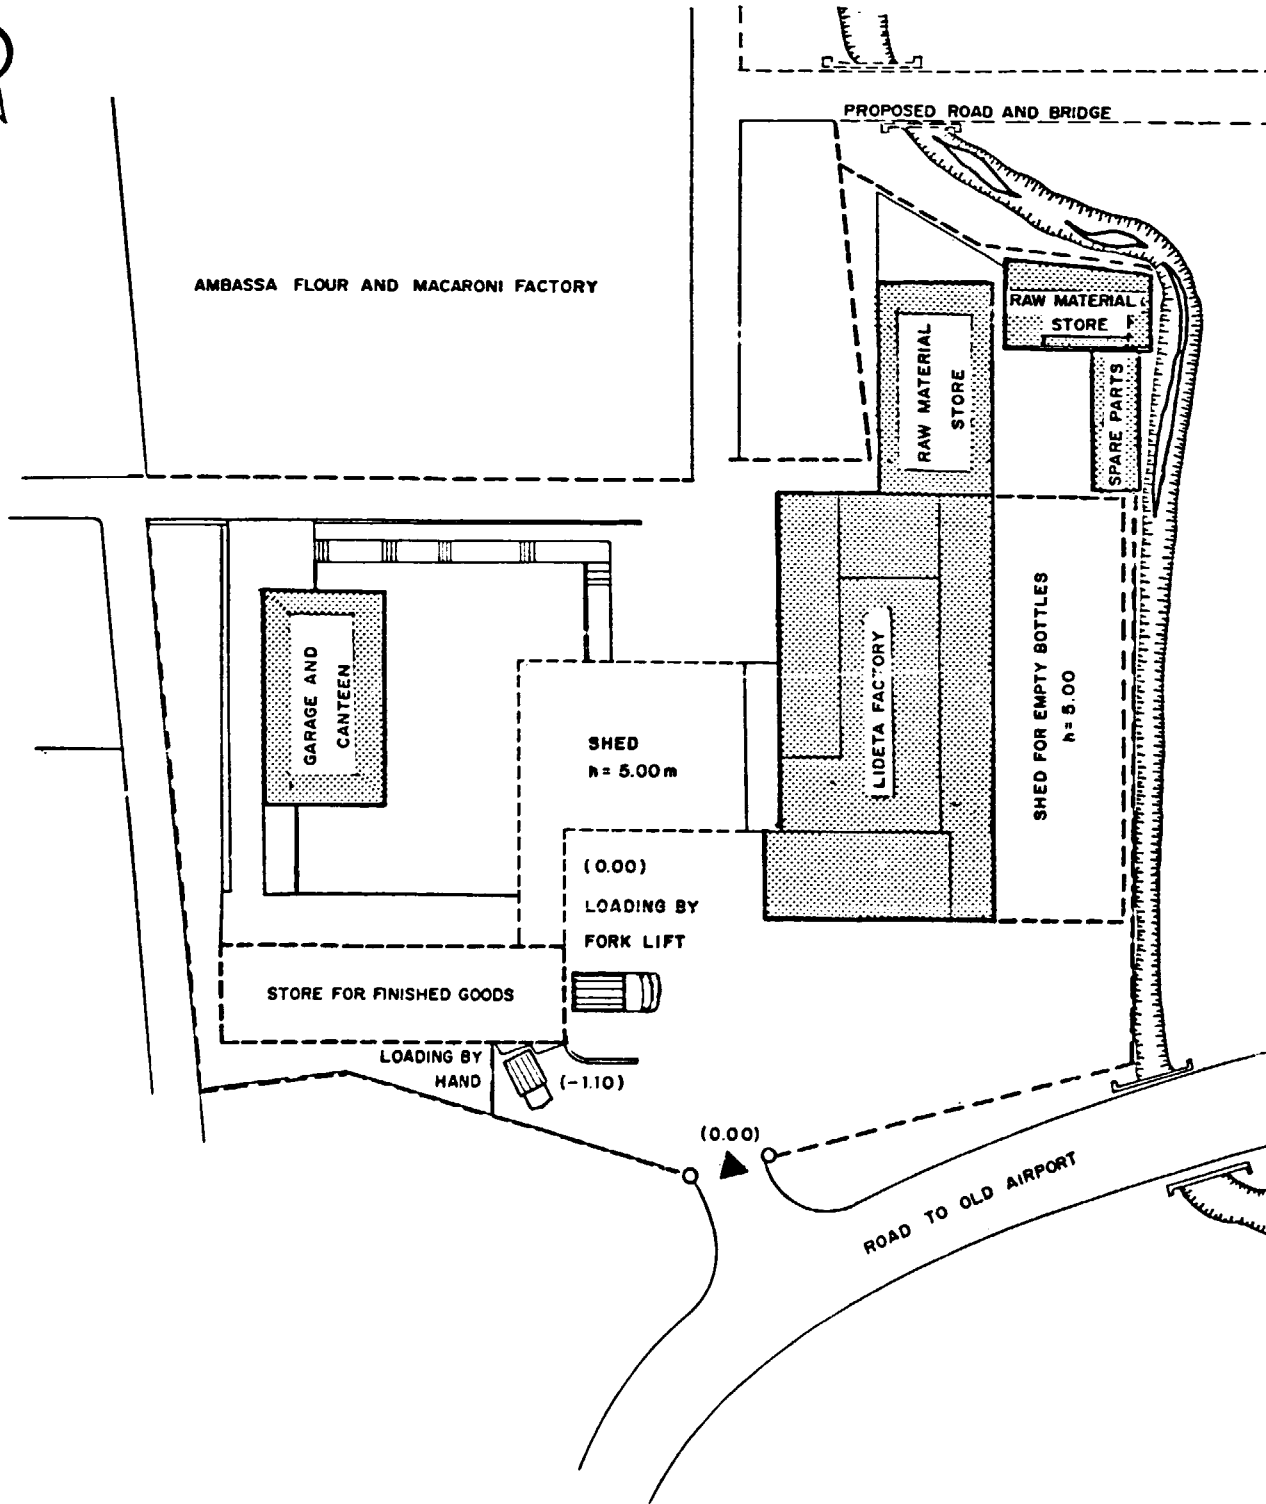 PROPOSED ROAD AND BRIDGE
AMBASSA FLOUR AND MACARONI FACTORY
RAW MATERIAL
STORE
RAW MATERIAL
STORE
SPARE PARTS
GARAGE AND
CANTEEN
SHED
h= 5.00m
LIDETA FACTORY
SHED FOR EMPTY BOTTLES
h= 5.00
(0.00)
LOADING BY
FORK LIFT
STORE FOR FINISHED GOODS
LOADING BY
HAND
(-1.10)
(0.00)
ROAD TO OLD AIRPORT